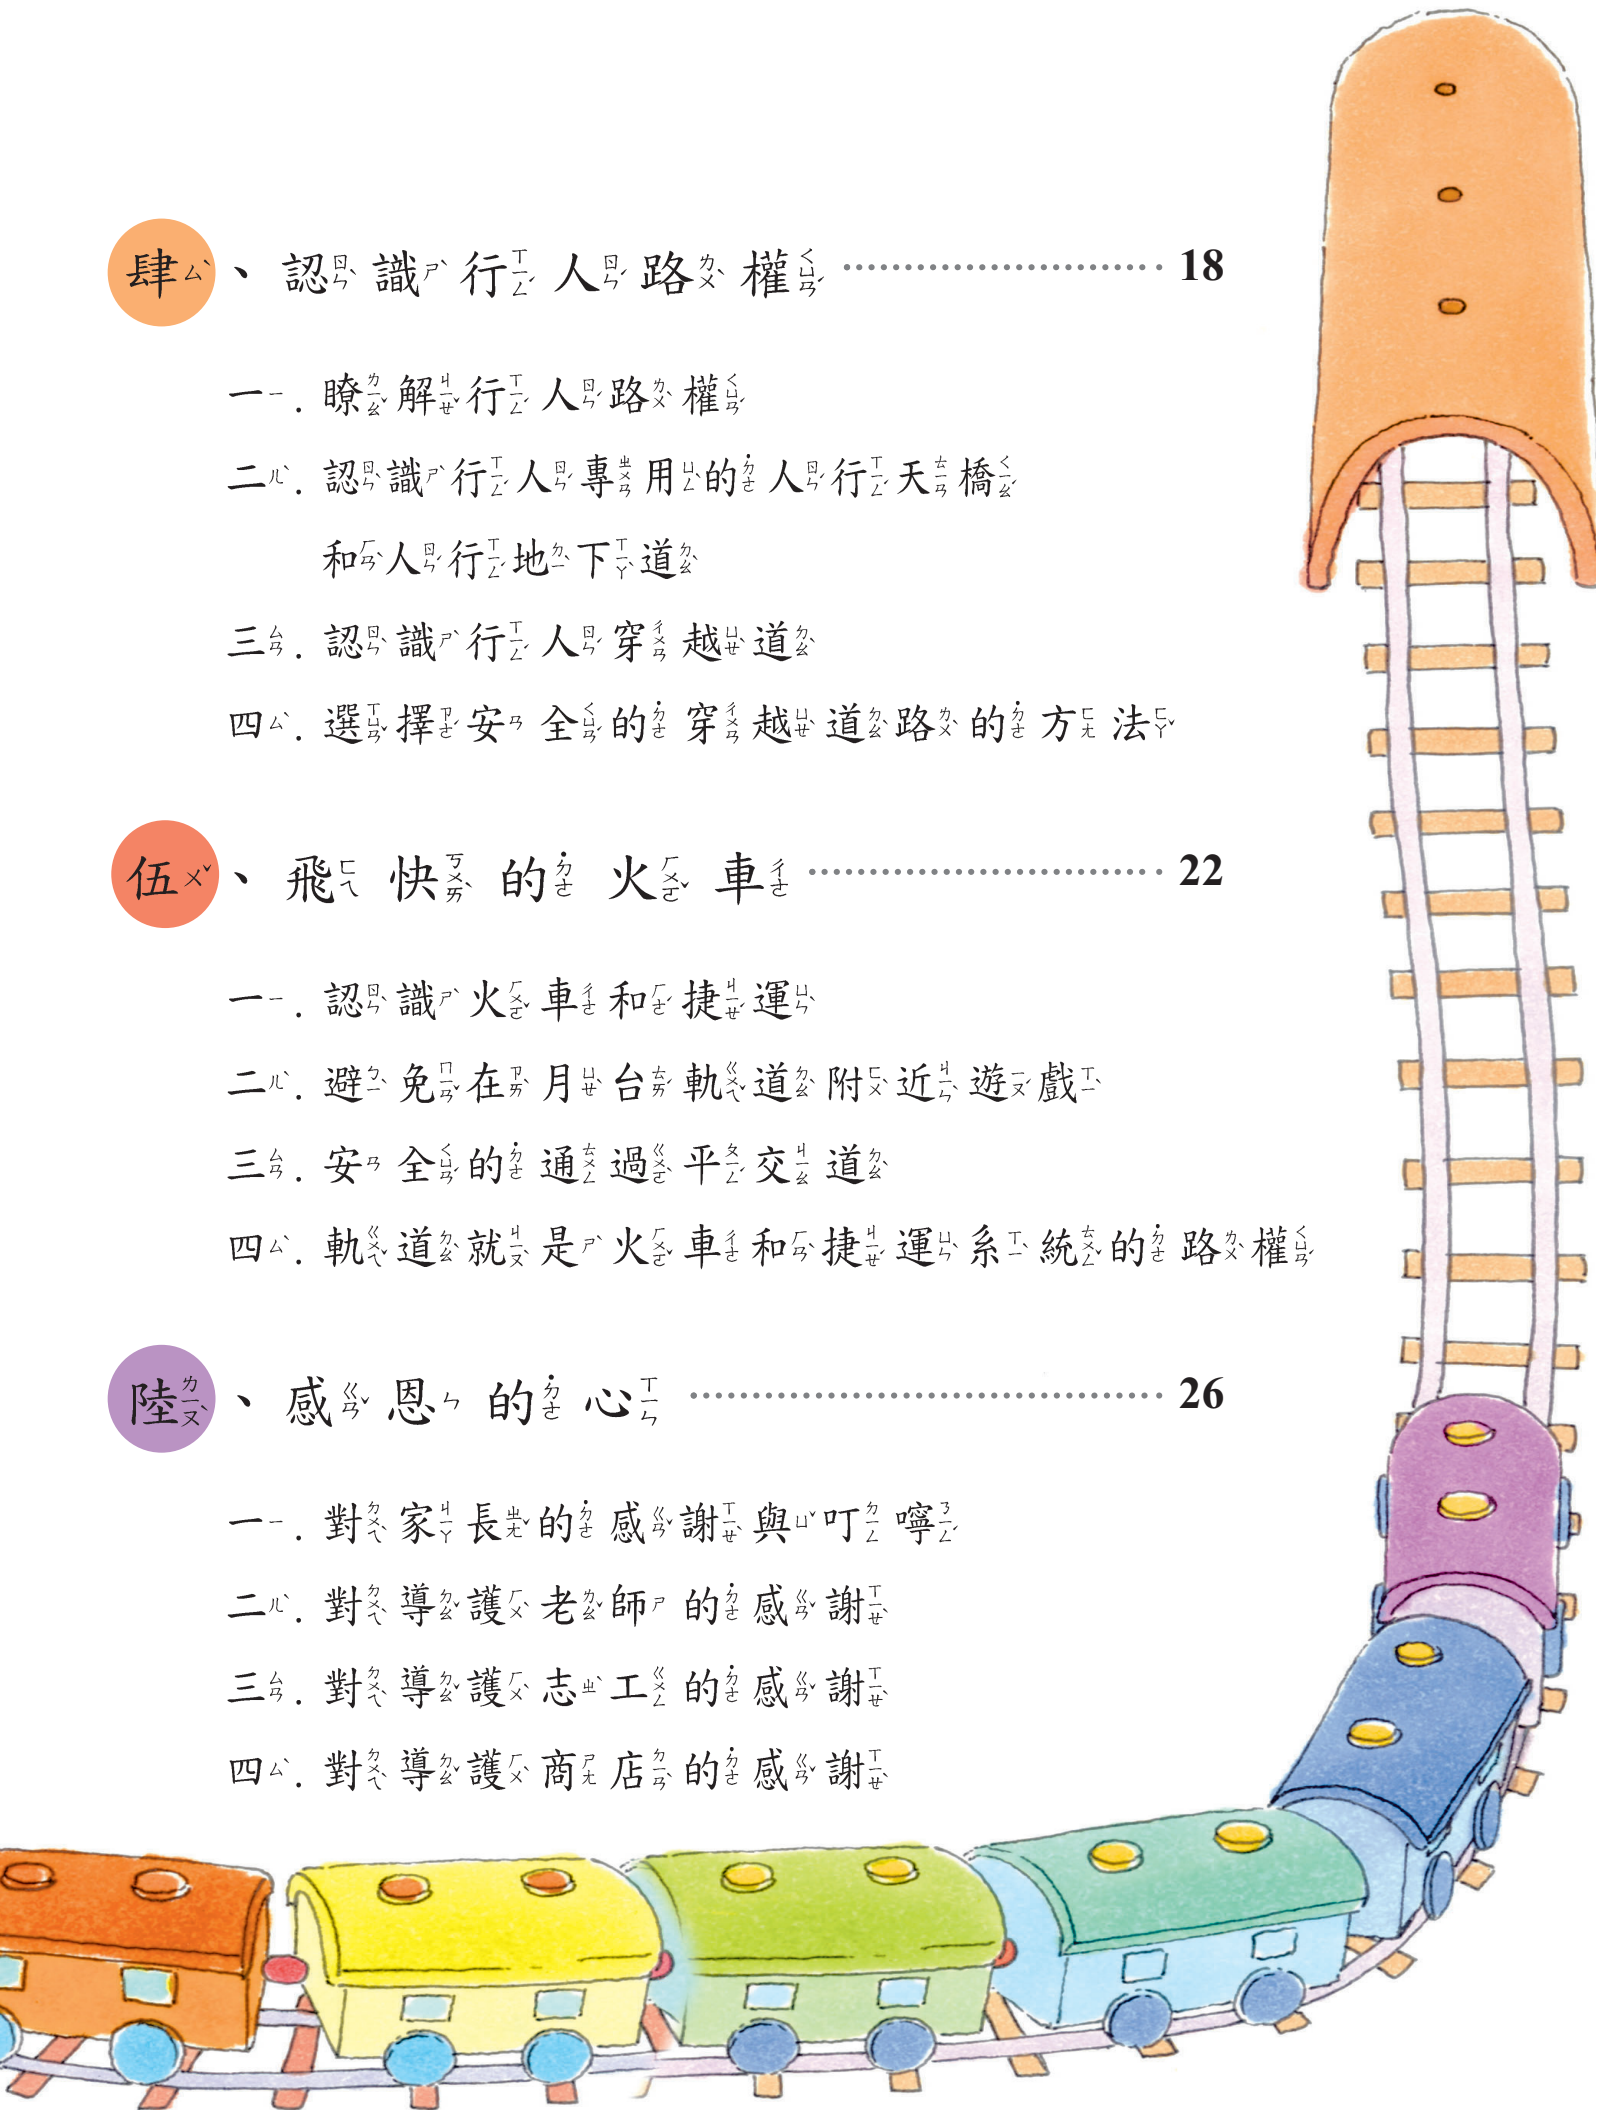 肆、認識行人路權 18
一. 瞭解行人路權
二. 認識行人專用的人行天橋
和人行地下道
三. 認識行人穿越道
四. 選擇安全的穿越道路的方法
伍、飛快的火車 22
一. 認識火車和捷運
二. 避免在月台軌道附近遊戲
三. 安全的通過平交道
四. 軌道就是火車和捷運系統的路權
陸、感恩的心 26
一. 對家長的感謝與叮嚀
二. 對導護老師的感謝
三. 對導護志工的感謝
四. 對導護商店的感謝